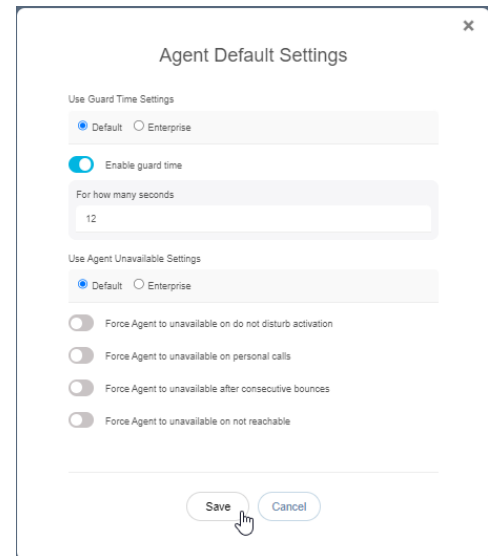 Agent Default Settings
Use Guard Time Settings
Default Enterprise
Enable guard time
For how many seconds
12
Use Agent Unavailable Settings
Default Enterprise
Force Agent to unavailable on do not disturb activation
Force Agent to unavailable on personal calls
Force Agent to unavailable after consecutive bounces
Force Agent to unavailable on not reachable
Save Cancel